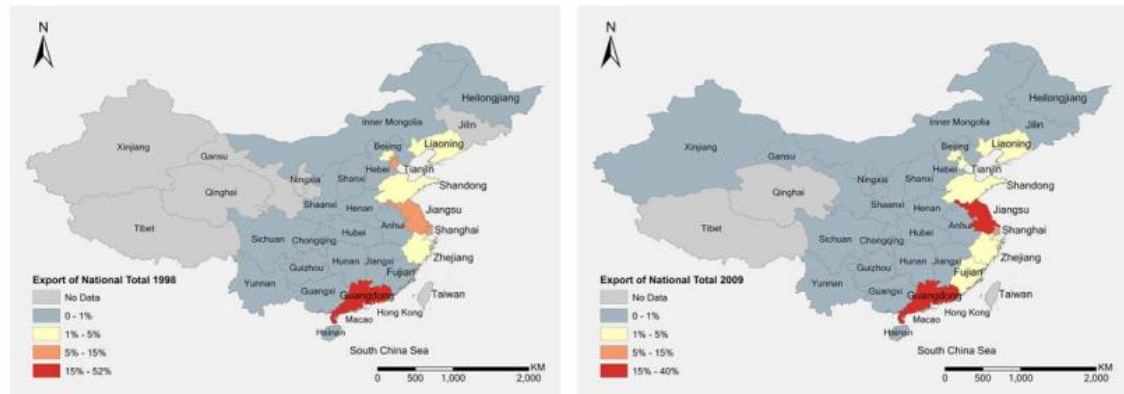 N
Heilongjiang
Inner Mongolia
Jilin
Xinjiang
Beijing
Liaoning
Gansu
Hebei
Tianjin
Ningxia
Shanxi
Qinghai
Shandong
Shaanxi
Henan
Jiangsu
Tibet
Anhui
Shanghai
Hubei
Sichuan
Chongqing
Zhejiang
Hunan
Jiangxi
Guizhou
Fujian
Yunnan
Guangxi
Guangdong
Taiwan
Hong Kong
Macao
Hainan
South China Sea
Export of National Total 1998
No Data
0 - 1%
1% - 5%
5% - 15%
15% - 52%
KM
0 500 1,000 2,000
N
Heilongjiang
Inner Mongolia
Jilin
Xinjiang
Beijing
Liaoning
Gansu
Hebei
Tianjin
Ningxia
Shanxi
Qinghai
Shandong
Shaanxi
Henan
Jiangsu
Tibet
Anhui
Shanghai
Hubei
Sichuan
Chongqing
Zhejiang
Hunan
Jiangxi
Guizhou
Fujian
Yunnan
Guangxi
Guangdong
Taiwan
Hong Kong
Macao
Hainan
South China Sea
Export of National Total 2009
No Data
0 - 1%
1% - 5%
5% - 15%
15% - 40%
KM
0 500 1,000 2,000